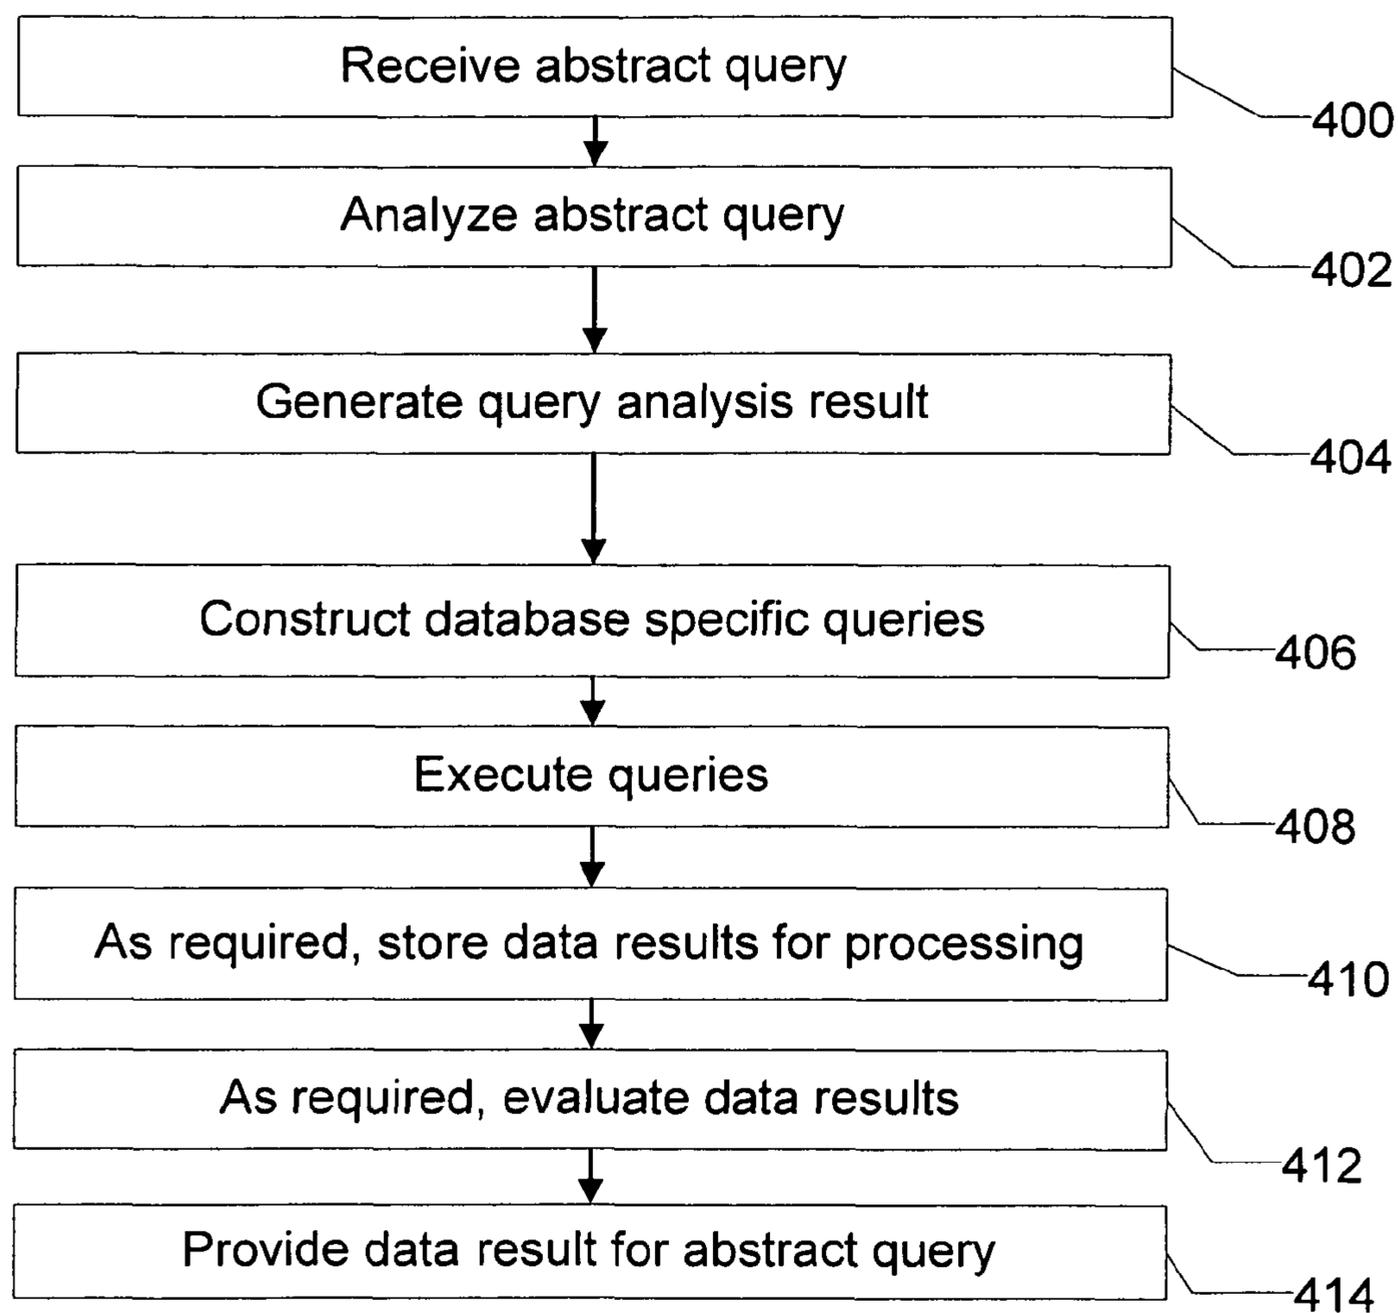 Receive abstract query
400
Analyze abstract query
402
Generate query analysis result
404
Construct database specific queries
406
Execute queries
408
As required, store data results for processing
410
As required, evaluate data results
412
Provide data result for abstract query
414